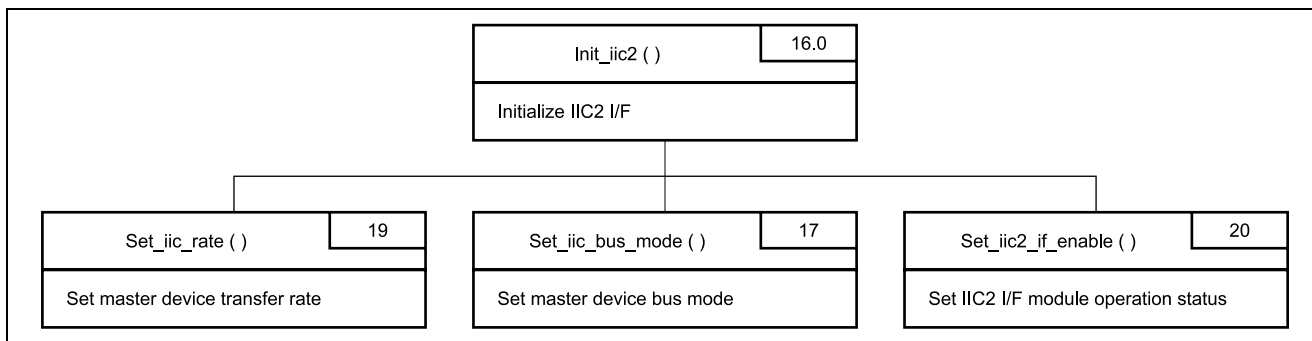 Init_iic2 ( )
16.0
Initialize IIC2 I/F
Set_iic_rate ( )
19
Set master device transfer rate
Set_iic_bus_mode ( )
17
Set master device bus mode
Set_iic2_if_enable ( )
20
Set IIC2 I/F module operation status